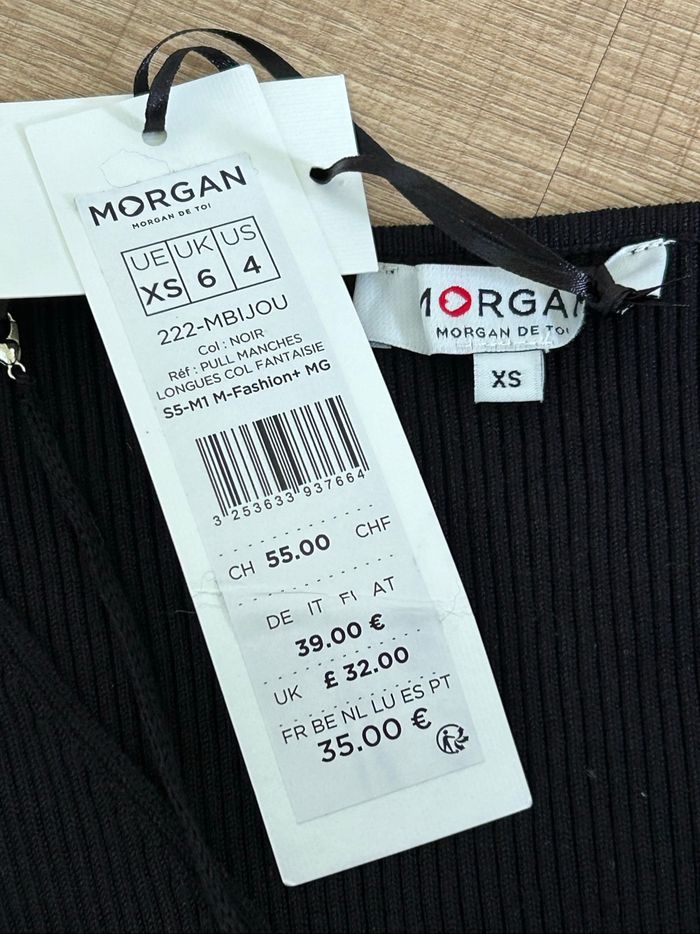 MORGAN
MORGAN DE TOI
UE UK US
XS 6 4
222-MBIJOU
Col : NOIR
Réf : PULL MANCHES
LONGUES COL FANTAISIE
S5-M1 M-Fashion+ MG
3 253633 937664
CH 55.00 CHF
DE IT FI AT
39.00 €
UK £ 32.00
FR BE NL LU ES PT
35.00 €
MORGAN
MORGAN DE TOI
XS